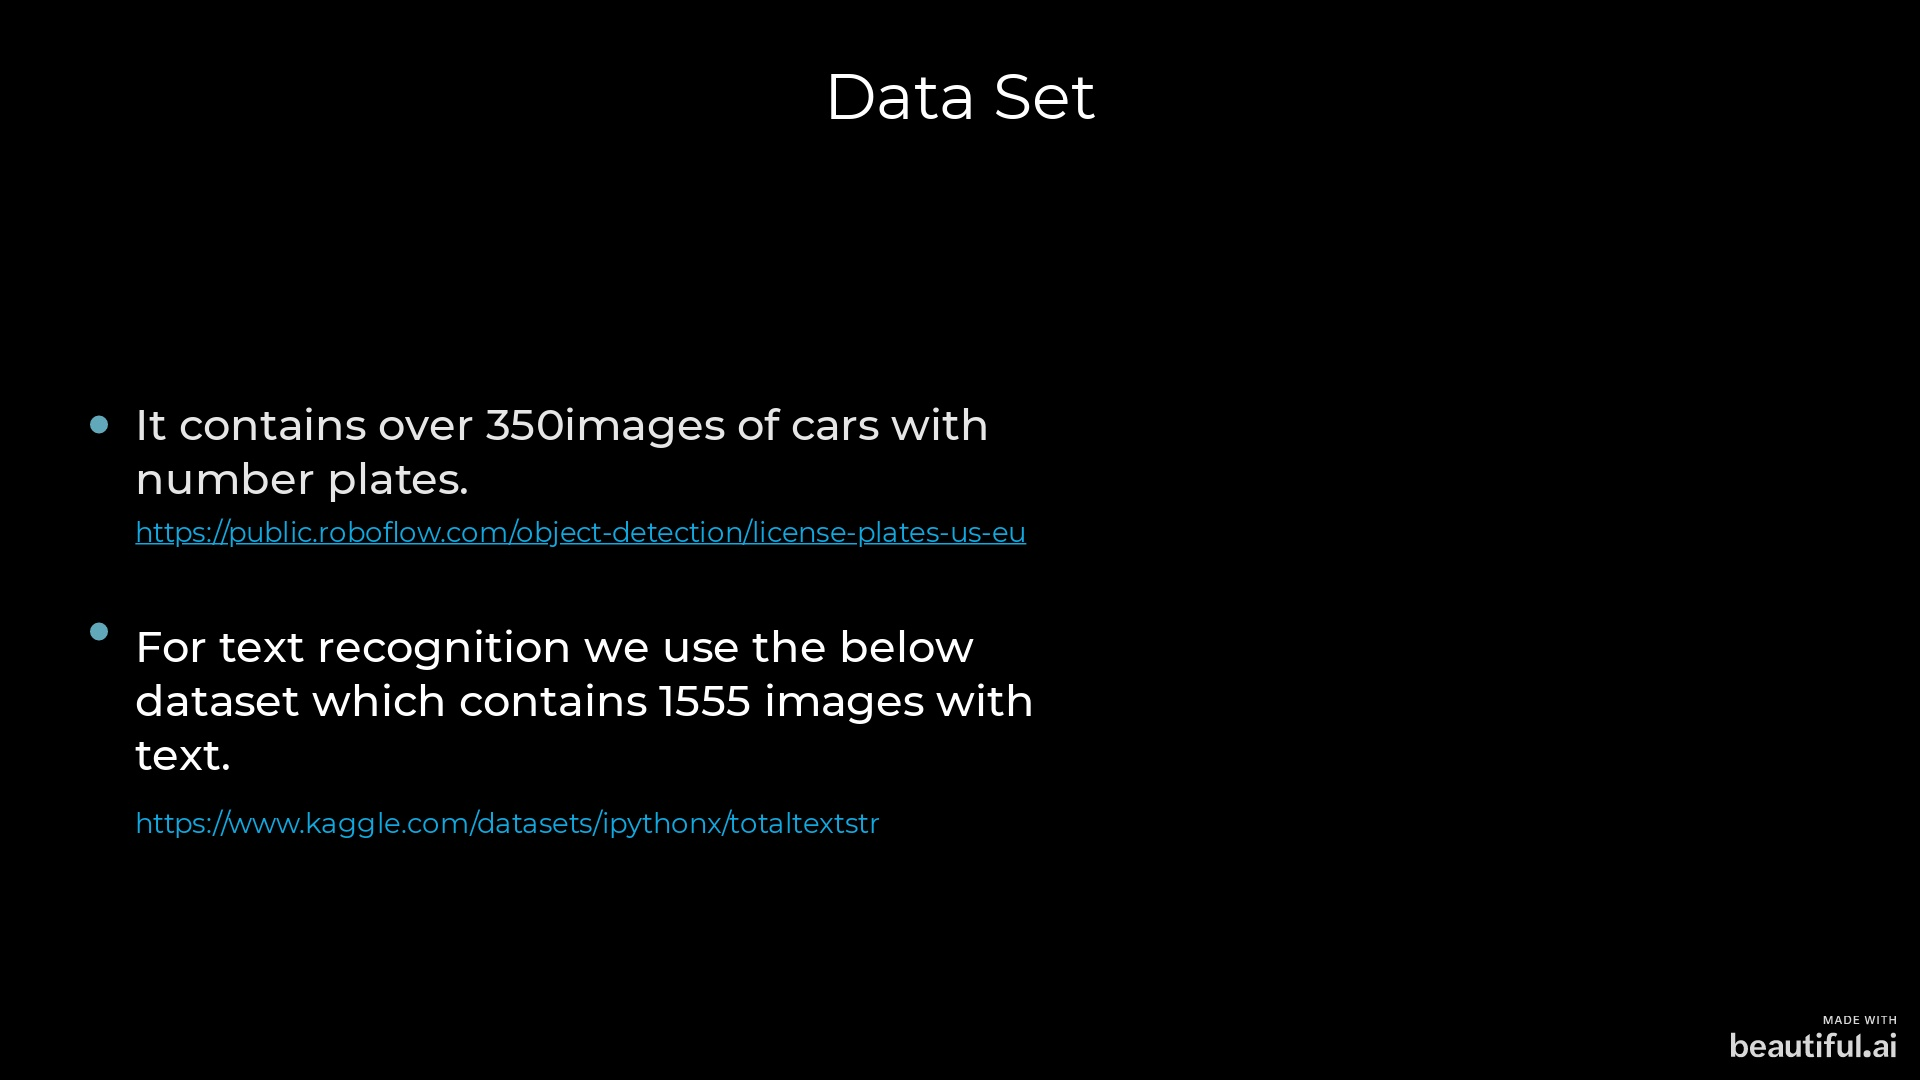 Data Set
It contains over 350images of cars with
number plates.
https://public.roboflow.com/object-detection/license-plates-us-eu
For text recognition we use the below
dataset which contains 1555 images with
text.
https://www.kaggle.com/datasets/ipythonx/totaltextstr
MADE WITH
beautiful.ai